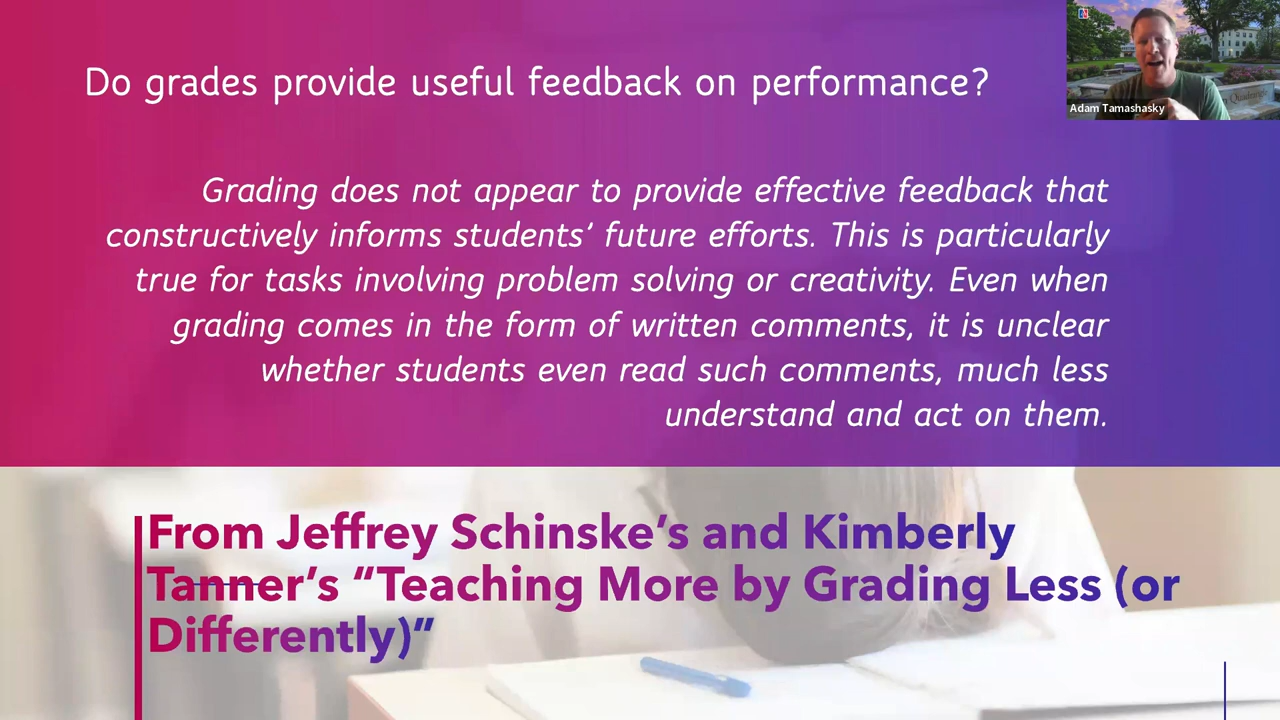 Do grades provide useful feedback on performance?
Adam Tamashasky
Grading does not appear to provide effective feedback that
constructively informs students’ future efforts. This is particularly
true for tasks involving problem solving or creativity. Even when
grading comes in the form of written comments, it is unclear
whether students even read such comments, much less
understand and act on them.
From Jeffrey Schinske’s and Kimberly
Tanner’s “Teaching More by Grading Less (or
Differently)”